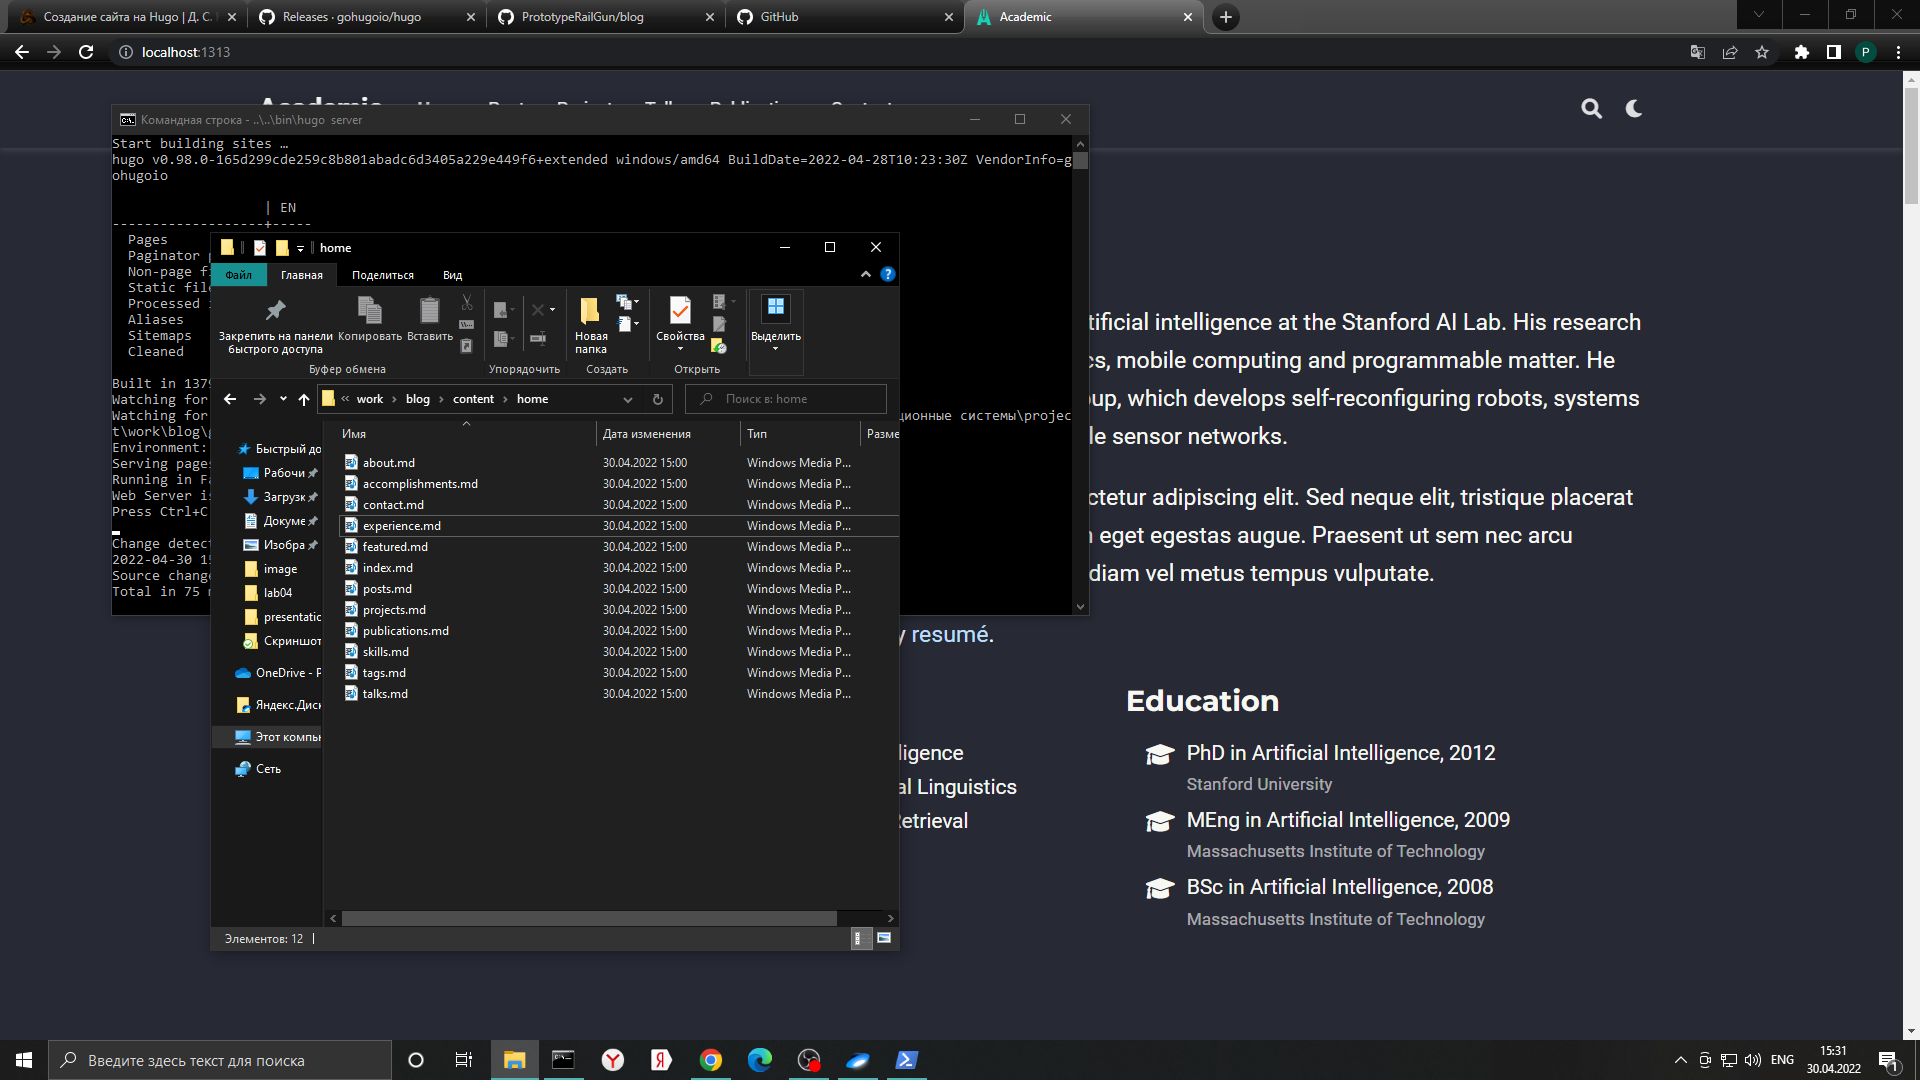 Создание сайта на Hugo | Д. С.
Releases · gohugoio/hugo
PrototypeRailGun/blog
GitHub
Academic
localhost:1313
P
Командная строка - ..\..\bin\hugo server
Start building sites …
hugo v0.98.0-165d299cde259c8b801abadc6d3405a229e449f6+extended windows/amd64 BuildDate=2022-04-28T10:23:30Z VendorInfo=g
ohugoio
| EN
-------------------+-----
Pages
Paginator
Non-page
Static
Processed
Aliases
Sitemaps
Cleaned
Built in
Watching for
Watching for
ционные системы\projec
t\work\blog\
Environment:
Serving
Running in
Web Server
Press Ctrl+C
Change
2022-04-30
Source
Total in 75
home
Файл
Главная
Поделиться
Вид
Закрепить на панели
быстрого доступа
Копировать
Вставить
Новая
папка
Свойства
Выделить
Буфер обмена
Упорядочить
Создать
Открыть
« work › blog › content › home
Поиск в: home
Имя
Дата изменения
Тип
Разме
Быстрый до
Рабочи
Загрузк
Докуме
Изобра
image
lab04
presentatio
Скриншот
OneDrive - P
Яндекс.Диск
Этот компь
Сеть
about.md 30.04.2022 15:00 Windows Media P...
accomplishments.md 30.04.2022 15:00 Windows Media P...
contact.md 30.04.2022 15:00 Windows Media P...
experience.md 30.04.2022 15:00 Windows Media P...
featured.md 30.04.2022 15:00 Windows Media P...
index.md 30.04.2022 15:00 Windows Media P...
posts.md 30.04.2022 15:00 Windows Media P...
projects.md 30.04.2022 15:00 Windows Media P...
publications.md 30.04.2022 15:00 Windows Media P...
skills.md 30.04.2022 15:00 Windows Media P...
tags.md 30.04.2022 15:00 Windows Media P...
talks.md 30.04.2022 15:00 Windows Media P...
Элементов: 12
tificial intelligence at the Stanford AI Lab. His research
cs, mobile computing and programmable matter. He
oup, which develops self-reconfiguring robots, systems
le sensor networks.
ctetur adipiscing elit. Sed neque elit, tristique placerat
eget egestas augue. Praesent ut sem nec arcu
diam vel metus tempus vulputate.
y resumé.
lligence
al Linguistics
Retrieval
Education
PhD in Artificial Intelligence, 2012
Stanford University
MEng in Artificial Intelligence, 2009
Massachusetts Institute of Technology
BSc in Artificial Intelligence, 2008
Massachusetts Institute of Technology
Введите здесь текст для поиска
ENG
15:31
30.04.2022
1